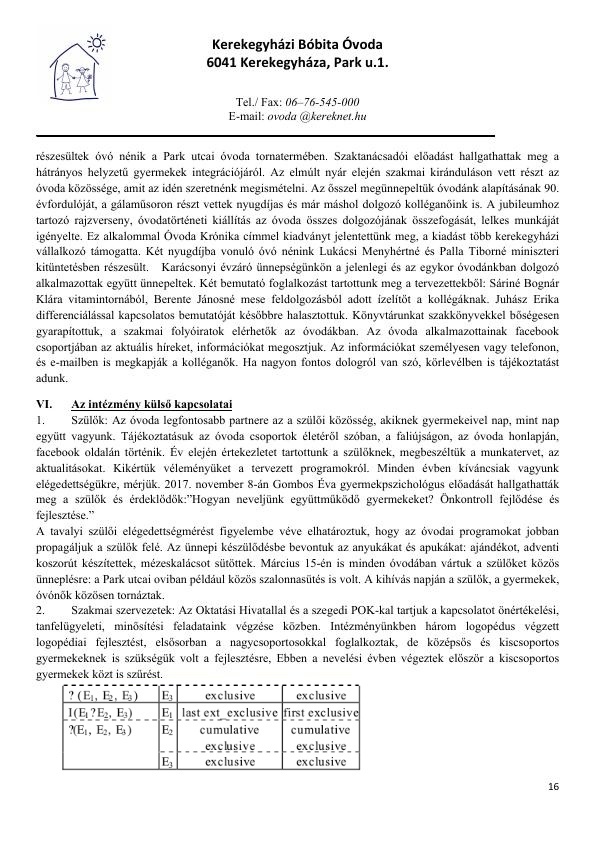 Kerekegyházi Bóbita Óvoda
6041 Kerekegyháza, Park u.1.
Tel./ Fax: 06–76-545-000
E-mail: ovoda @kereknet.hu
részesültek óvó nénik a Park utcai óvoda tornatermében. Szaktanácsadói előadást hallgathattak meg a
hátrányos helyzetű gyermekek integrációjáról. Az elmúlt nyár elején szakmai kiránduláson vett részt az
óvoda közössége, amit az idén szeretnénk megismételni. Az ősszel megünnepeltük óvodánk alapításának 90.
évfordulóját, a gálaműsoron részt vettek nyugdíjas és már máshol dolgozó kolléganőink is. A jubileumhoz
tartozó rajzverseny, óvodatörténeti kiállítás az óvoda összes dolgozójának összefogását, lelkes munkáját
igényelte. Ez alkalommal Óvoda Krónika címmel kiadványt jelentettünk meg, a kiadást több kerekegyházi
vállalkozó támogatta. Két nyugdíjba vonuló óvó nénink Lukácsi Menyhértné és Palla Tiborné miniszteri
kitüntetésben részesült. Karácsonyi évzáró ünnepségünkön a jelenlegi és az egykor óvodánkban dolgozó
alkalmazottak együtt ünnepeltek. Két bemutató foglalkozást tartottunk meg a tervezettekből: Sáriné Bognár
Klára vitamintornából, Berente Jánosné mese feldolgozásból adott ízelítőt a kollégáknak. Juhász Erika
differenciálással kapcsolatos bemutatóját későbbre halasztottuk. Könyvtárunkat szakkönyvekkel bőségesen
gyarapítottuk, a szakmai folyóiratok elérhetők az óvodákban. Az óvoda alkalmazottainak facebook
csoportjában az aktuális híreket, információkat megosztjuk. Az információkat személyesen vagy telefonon,
és e-mailben is megkapják a kolléganők. Ha nagyon fontos dologról van szó, körlevélben is tájékoztatást
adunk.
VI. Az intézmény külső kapcsolatai
1. Szülők: Az óvoda legfontosabb partnere az a szülői közösség, akiknek gyermekeivel nap, mint nap
együtt vagyunk. Tájékoztatásuk az óvoda csoportok életéről szóban, a faliújságon, az óvoda honlapján,
facebook oldalán történik. Év elején értekezletet tartottunk a szülőknek, megbeszéltük a munkatervet, az
aktualitásokat. Kikértük véleményüket a tervezett programokról. Minden évben kíváncsiak vagyunk
elégedettségükre, mérjük. 2017. november 8-án Gombos Éva gyermekpszichológus előadását hallgathatták
meg a szülők és érdeklődők:”Hogyan neveljünk együttműködő gyermekeket? Önkontroll fejlődése és
fejlesztése.”
A tavalyi szülői elégedettségmérést figyelembe véve elhatároztuk, hogy az óvodai programokat jobban
propagáljuk a szülők felé. Az ünnepi készülődésbe bevontuk az anyukákat és apukákat: ajándékot, adventi
koszorút készítettek, mézeskalácsot sütöttek. Március 15-én is minden óvodában vártuk a szülőket közös
ünneplésre: a Park utcai oviban például közös szalonnasütés is volt. A kihívás napján a szülők, a gyermekek,
óvónők közösen tornáztak.
2. Szakmai szervezetek: Az Oktatási Hivatallal és a szegedi POK-kal tartjuk a kapcsolatot önértékelési,
tanfelügyeleti, minősítési feladataink végzése közben. Intézményünkben három logopédus végzett
logopédiai fejlesztést, elsősorban a nagycsoportosokkal foglalkoztak, de középsős és kiscsoportos
gyermekeknek is szükségük volt a fejlesztésre, Ebben a nevelési évben végeztek először a kiscsoportos
gyermekek közt is szűrést.
? (E₁, E₂, E₃) E₃ exclusive exclusive
I(E₁?E₂, E₃) E₁ last ext_exclusive first exclusive
?(E₁, E₂, E₃) E₂ cumulative cumulative
exclusive exclusive
E₃ exclusive exclusive
16